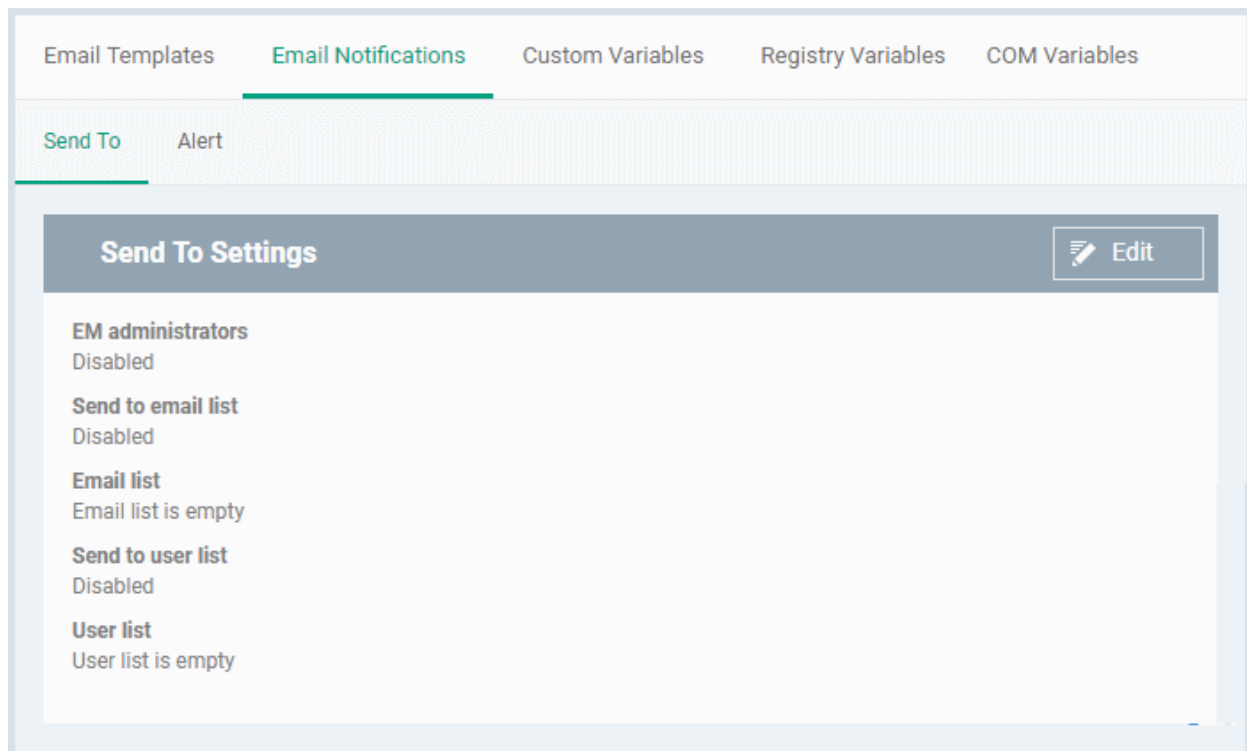 Email Templates Email Notifications Custom Variables Registry Variables COM Variables
Send To Alert
Send To Settings Edit
EM administrators
Disabled
Send to email list
Disabled
Email list
Email list is empty
Send to user list
Disabled
User list
User list is empty